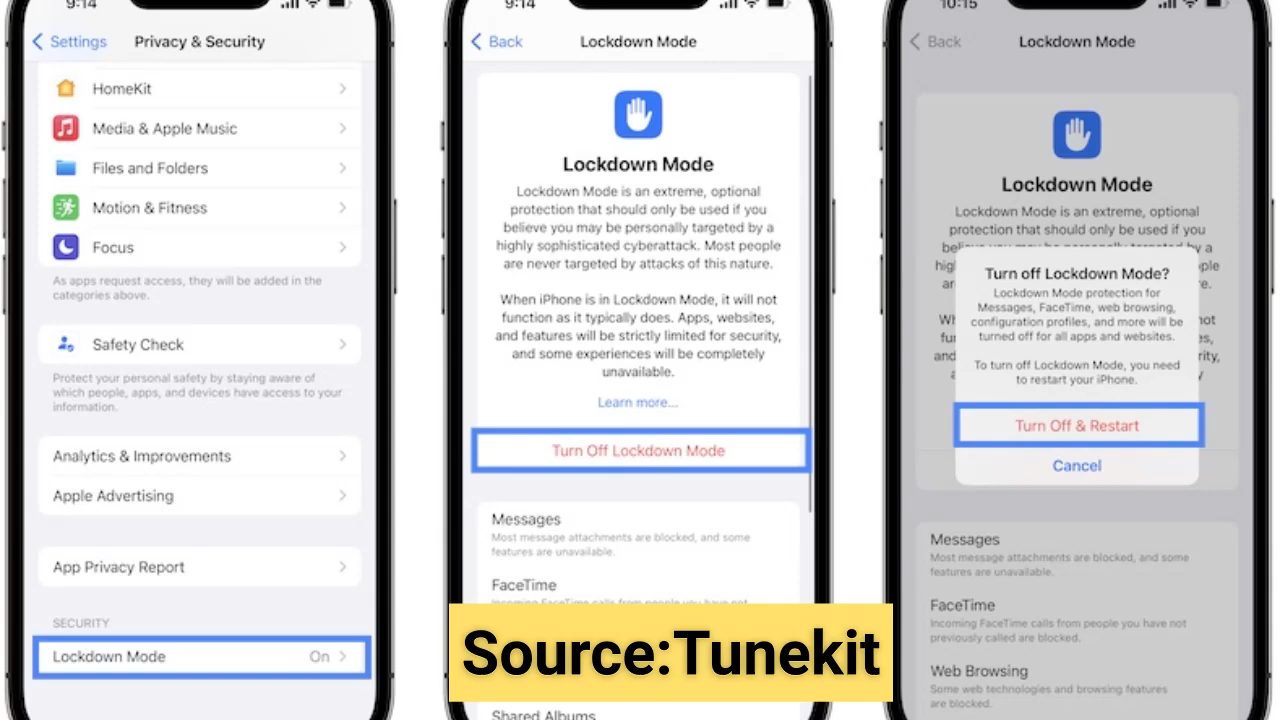 9:14
Settings
Privacy & Security
HomeKit
Media & Apple Music
Files and Folders
Motion & Fitness
Focus
As apps request access, they will be added in the
categories above.
Safety Check
Protect your personal safety by staying aware of
which people, apps, and devices have access to your
information.
Analytics & Improvements
Apple Advertising
App Privacy Report
SECURITY
Lockdown Mode On
9:14
Back
Lockdown Mode
Lockdown Mode
Lockdown Mode is an extreme, optional
protection that should only be used if you
believe you may be personally targeted by a
highly sophisticated cyberattack. Most people
are never targeted by attacks of this nature.
When iPhone is in Lockdown Mode, it will not
function as it typically does. Apps, websites,
and features will be strictly limited for security,
and some experiences will be completely
unavailable.
Learn more...
Turn Off Lockdown Mode
Messages
Most message attachments are blocked, and some
features are unavailable.
FaceTime
Incoming FaceTime calls from people you have not
Source:Tunekit
Shared Albums
10:15
Back
Lockdown Mode
Lockdown Mode
Lockdown Mode is an extreme, optional
protection that should only be used if you
Turn off Lockdown Mode?
Lockdown Mode protection for
Messages, FaceTime, web browsing,
configuration profiles, and more will be
turned off for all apps and websites.
To turn off Lockdown Mode, you need
to restart your iPhone.
Turn Off & Restart
Cancel
Messages
Most message attachments are blocked, and some
features are unavailable.
FaceTime
Incoming FaceTime calls from people you have not
previously called are blocked.
Web Browsing
Some web technologies and browsing features
are blocked.